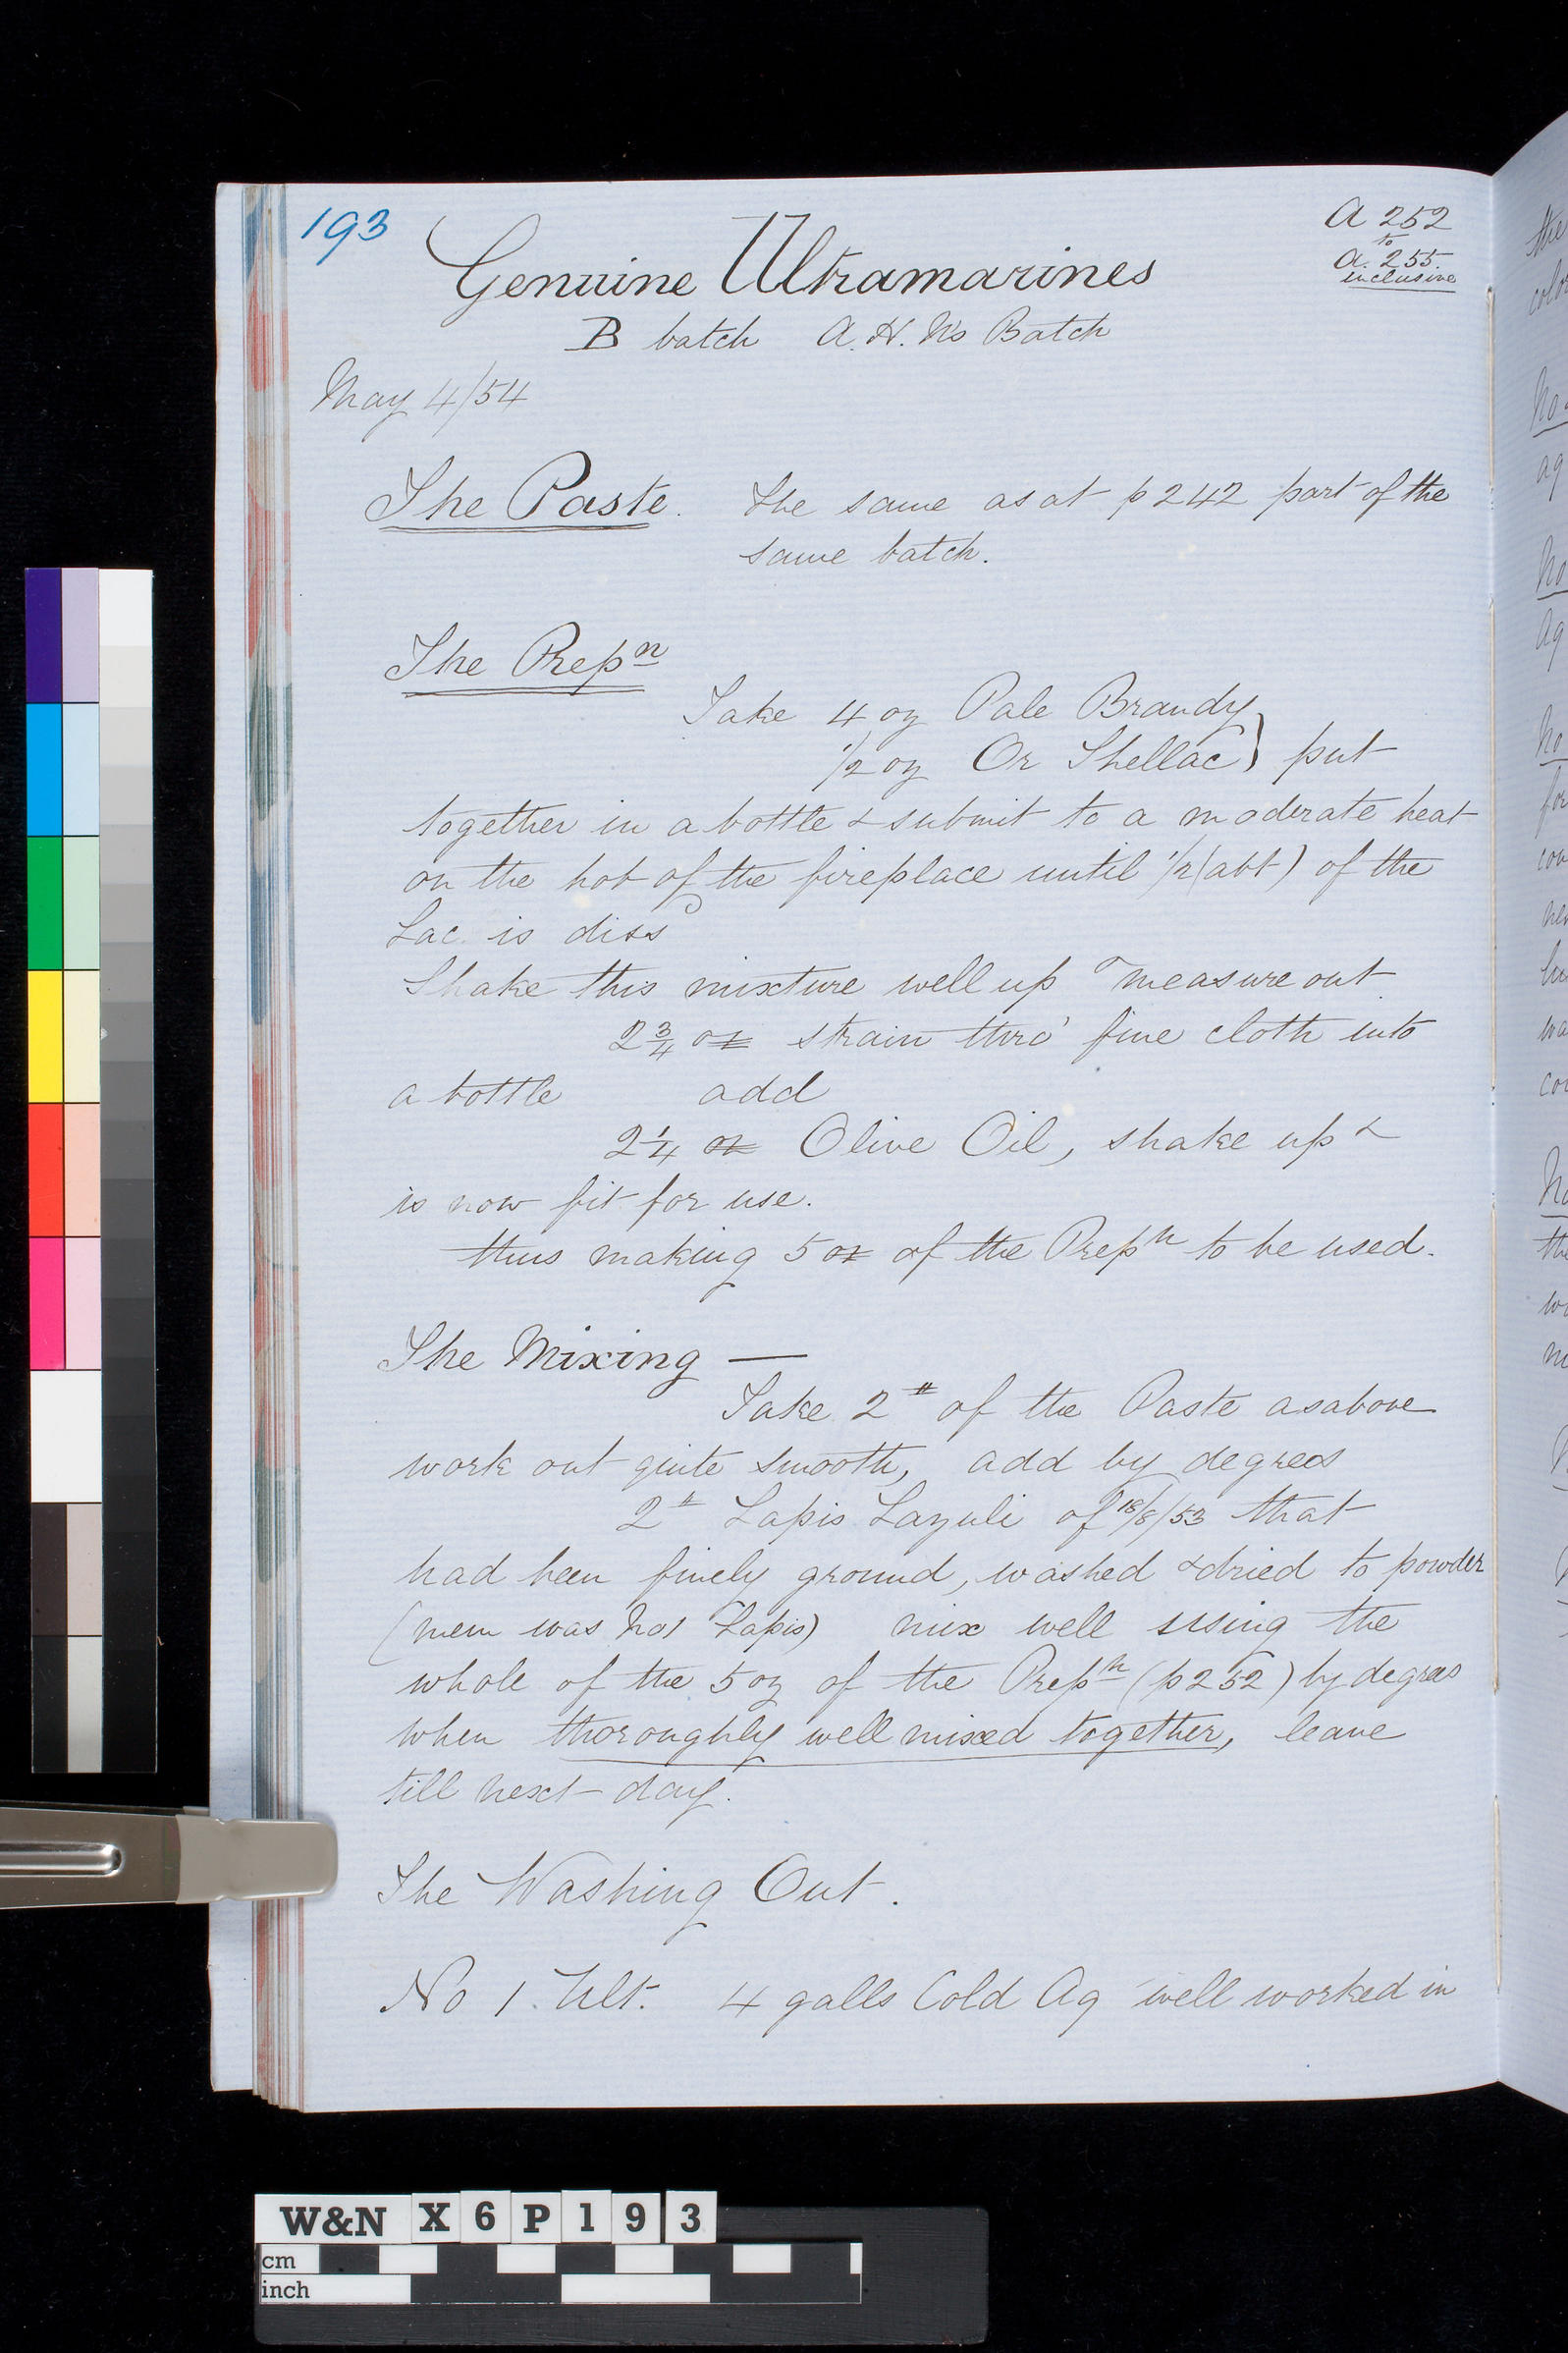 193
A 252
to
A. 255
inclusive
Genuine Ultramarines
B batch A. H. N's Batch
May 4/54
The Paste. The same as at p 242 part of the
same batch.
The Prepn
Take 4 oz Pale Brandy
1/2 oz Or Shellac } put
together in a bottle & submit to a moderate heat
on the hob of the fireplace until 1/2 (abt) of the
Lac is dissd
Shake this mixture well up & measure out
2 3/4 oz strain thro' fine cloth into
a bottle add
2 1/4 oz Olive Oil, shake up &
is now fit for use.
thus making 5 oz of the Prepn to be used.
The Mixing —
Take 2 # of the Paste as above
work out quite smooth, add by degrees
2 # Lapis Lazuli of 18/8/53 that
had been finely ground, washed & dried to powder
(mem was No 1 Lapis) mix well using the
whole of the 5 oz of the Prepn (p 252) by degrees
when thoroughly well mixed together, leave
till next day.
The Washing Out.
No 1. Ult. 4 galls Cold Aq well worked in
W&N X6P193
cm
inch